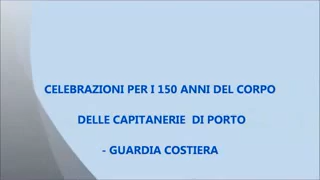 CELEBRAZIONI PER I 150 ANNI DEL CORPO
DELLE CAPITANERIE DI PORTO
- GUARDIA COSTIERA